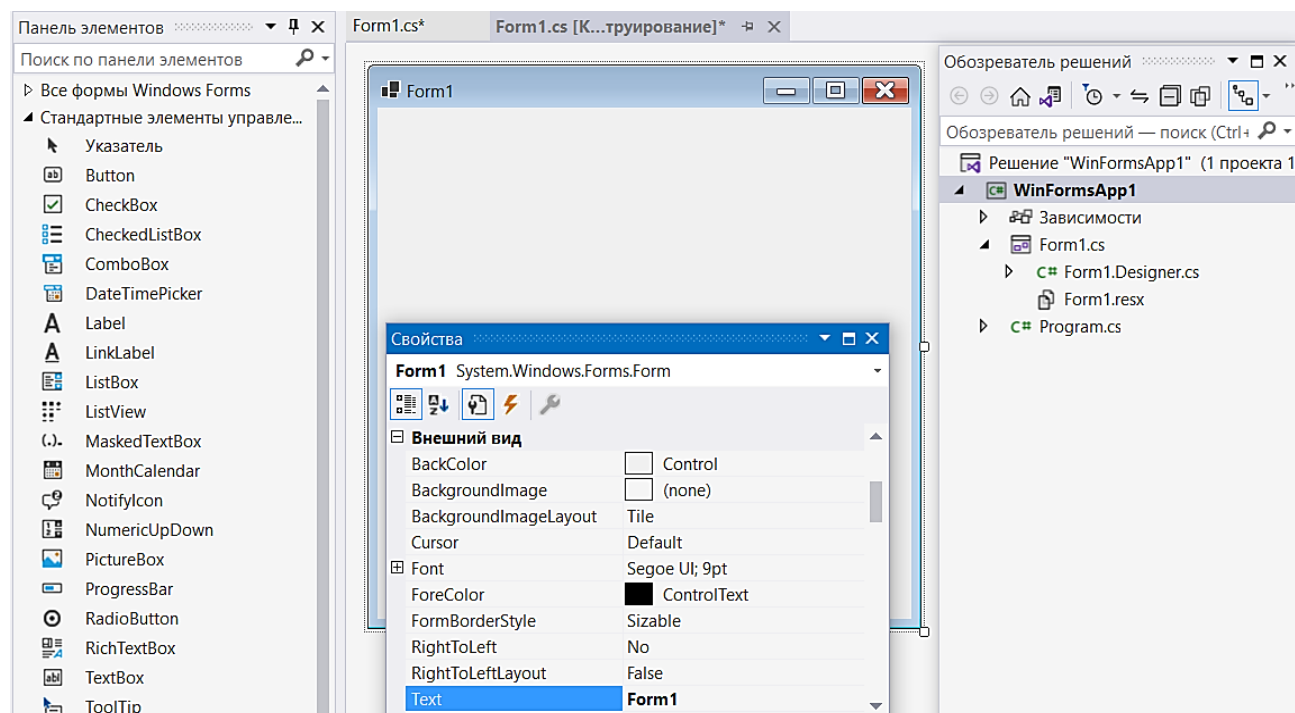 Панель элементов
Поиск по панели элементов
Все формы Windows Forms
Стандартные элементы управле...
Указатель
Button
CheckBox
CheckedListBox
ComboBox
DateTimePicker
Label
LinkLabel
ListBox
ListView
MaskedTextBox
MonthCalendar
NotifyIcon
NumericUpDown
PictureBox
ProgressBar
RadioButton
RichTextBox
TextBox
ToolTip
Form1.cs*
Form1.cs [К...труирование]*
Form1
Свойства
Form1 System.Windows.Forms.Form
Внешний вид
BackColor Control
BackgroundImage (none)
BackgroundImageLayout Tile
Cursor Default
Font Segoe UI; 9pt
ForeColor ControlText
FormBorderStyle Sizable
RightToLeft No
RightToLeftLayout False
Text Form1
Обозреватель решений
Обозреватель решений — поиск (Ctrl+
Решение "WinFormsApp1" (1 проекта 1
WinFormsApp1
Зависимости
Form1.cs
C# Form1.Designer.cs
Form1.resx
C# Program.cs